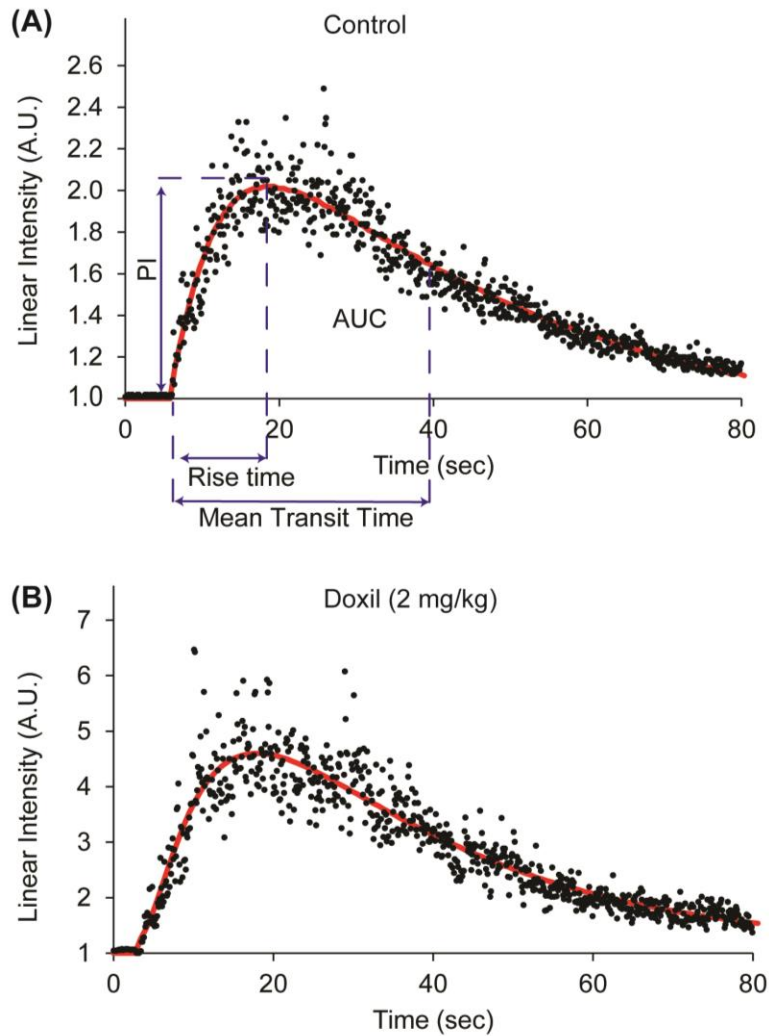 (A)
Control
Linear Intensity (A.U.)
2.6
2.4
2.2
2.0
1.8
1.6
1.4
1.2
1.0
PI
AUC
0 20 40 60 80
Time (sec)
Rise time
Mean Transit Time
(B)
Doxil (2 mg/kg)
Linear Intensity (A.U.)
7
6
5
4
3
2
1
0 20 40 60 80
Time (sec)